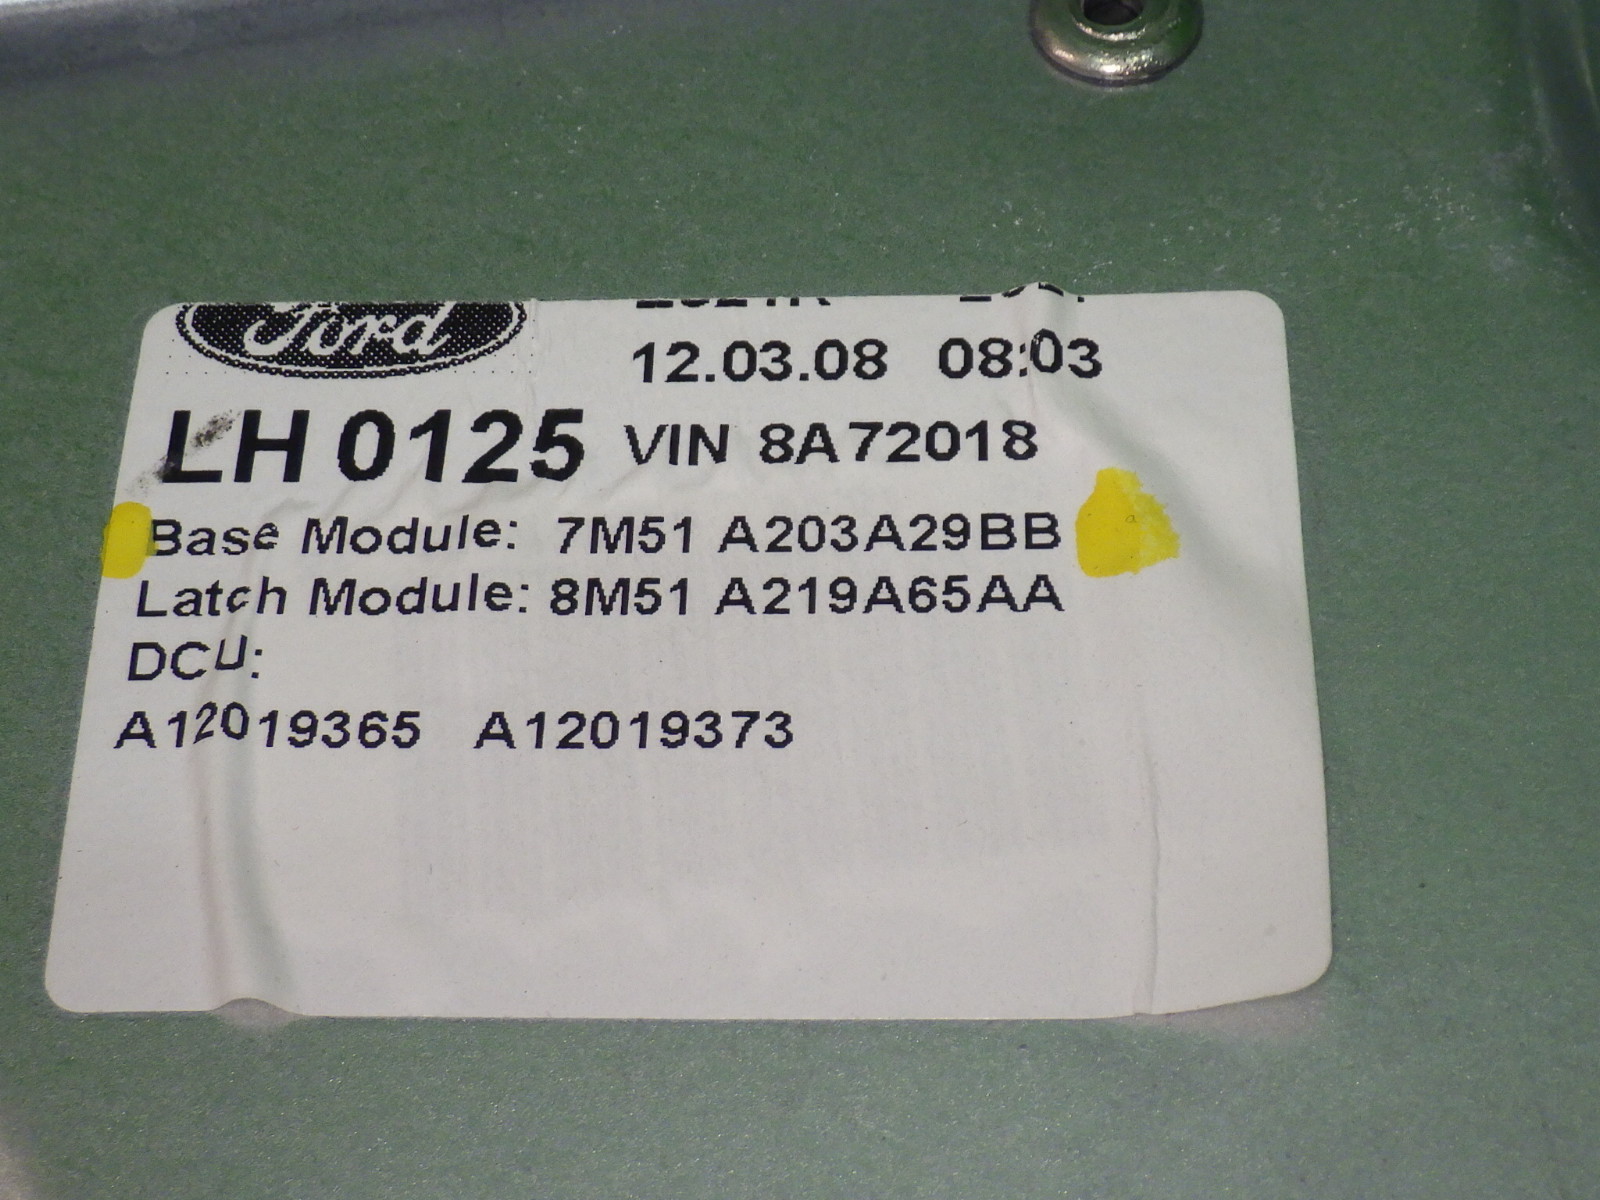 Ford
12.03.08 08:03
LH 0125 VIN 8A72018
Base Module: 7M51 A203A29BB
Latch Module: 8M51 A219A65AA
DCU:
A12019365 A12019373